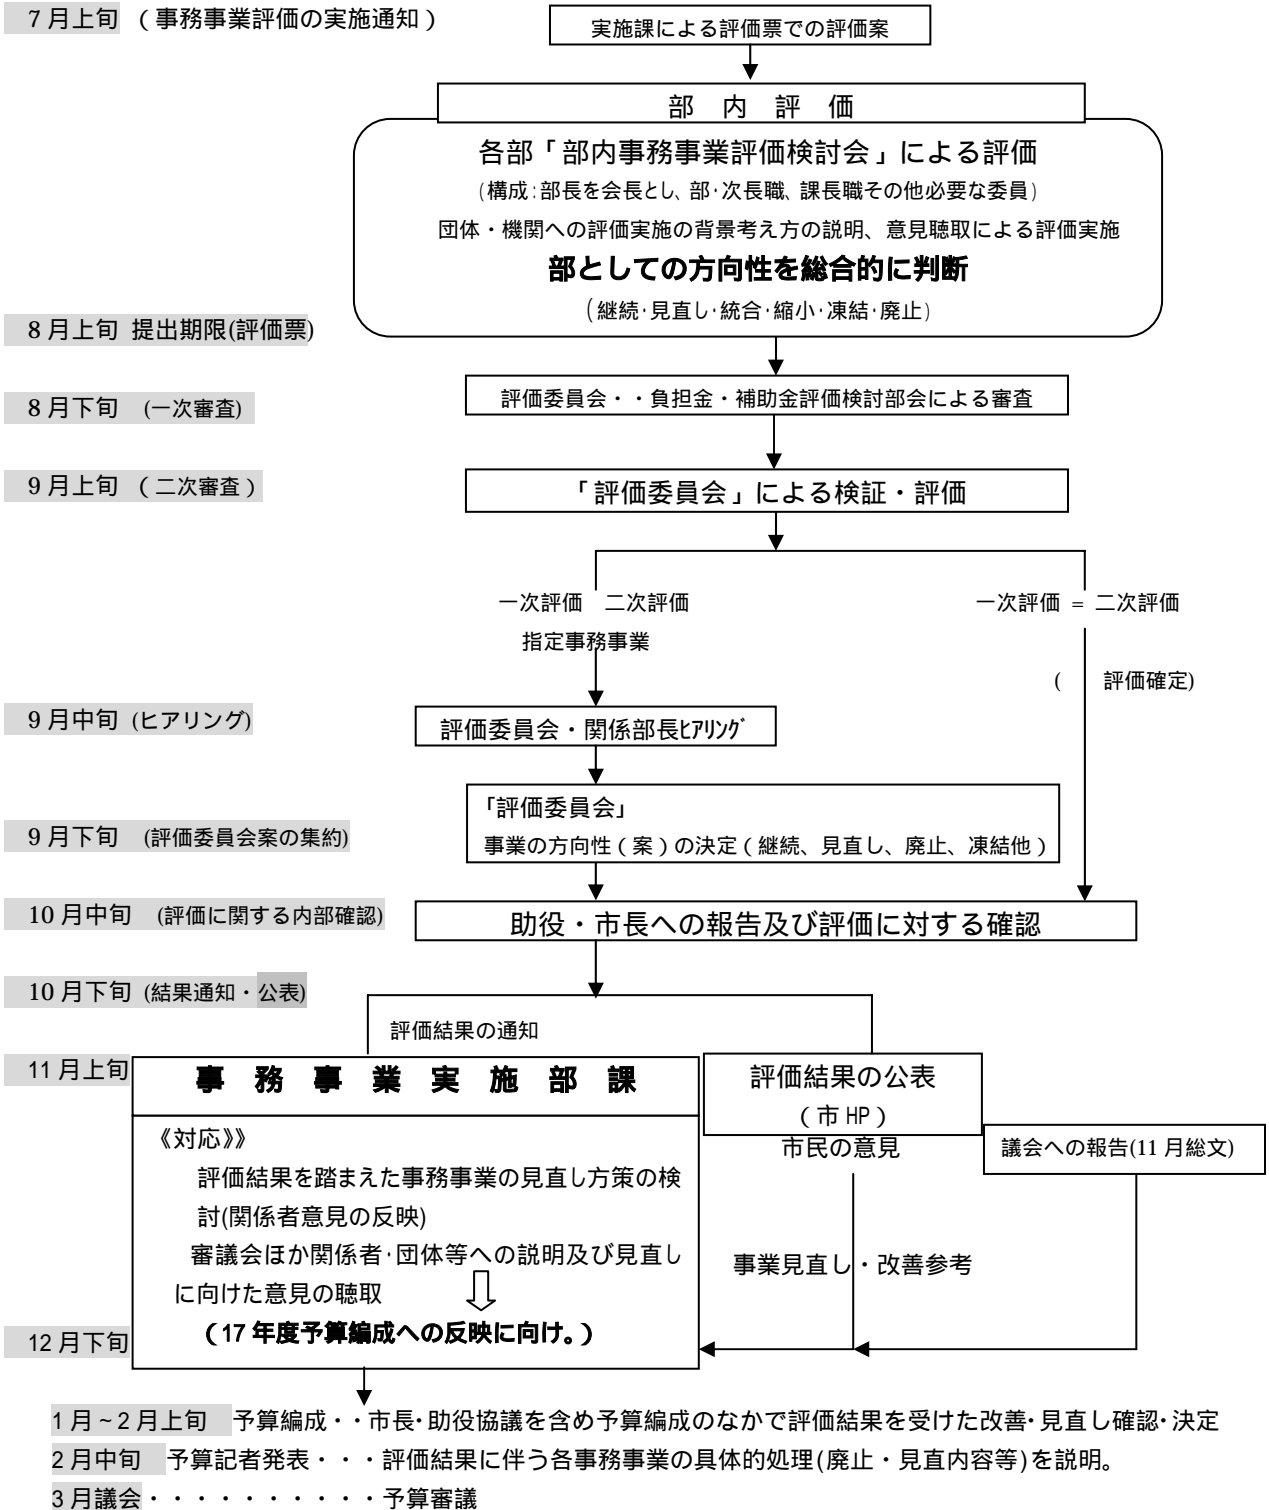 7月上旬 (事務事業評価の実施通知)
実施課による評価票での評価案
部 内 評 価
各部「部内事務事業評価検討会」による評価
(構成:部長を会長とし、部・次長職、課長職その他必要な委員)
団体・機関への評価実施の背景考え方の説明、意見聴取による評価実施
部としての方向性を総合的に判断
(継続・見直し・統合・縮小・凍結・廃止)
8月上旬 提出期限(評価票)
8月下旬 (一次審査)
評価委員会・・負担金・補助金評価検討部会による審査
9月上旬 (二次審査)
「評価委員会」による検証・評価
一次評価 二次評価
一次評価 = 二次評価
指定事務事業
( 評価確定)
9月中旬 (ヒアリング)
評価委員会・関係部長ヒアリング
9月下旬 (評価委員会案の集約)
「評価委員会」
事業の方向性(案)の決定(継続、見直し、廃止、凍結他)
10月中旬 (評価に関する内部確認)
助役・市長への報告及び評価に対する確認
10月下旬 (結果通知・公表)
評価結果の通知
11月上旬
事 務 事 業 実 施 部 課
評価結果の公表
(市HP)
市民の意見
議会への報告(11月総文)
《対応》》
評価結果を踏まえた事務事業の見直し方策の検
討(関係者意見の反映)
審議会ほか関係者・団体等への説明及び見直し
に向けた意見の聴取
事業見直し・改善参考
12月下旬
(17年度予算編成への反映に向け。)
1月~2月上旬 予算編成・・市長・助役協議を含め予算編成のなかで評価結果を受けた改善・見直し確認・決定
2月中旬 予算記者発表・・・評価結果に伴う各事務事業の具体的処理(廃止・見直内容等)を説明。
3月議会・・・・・・・・・・予算審議